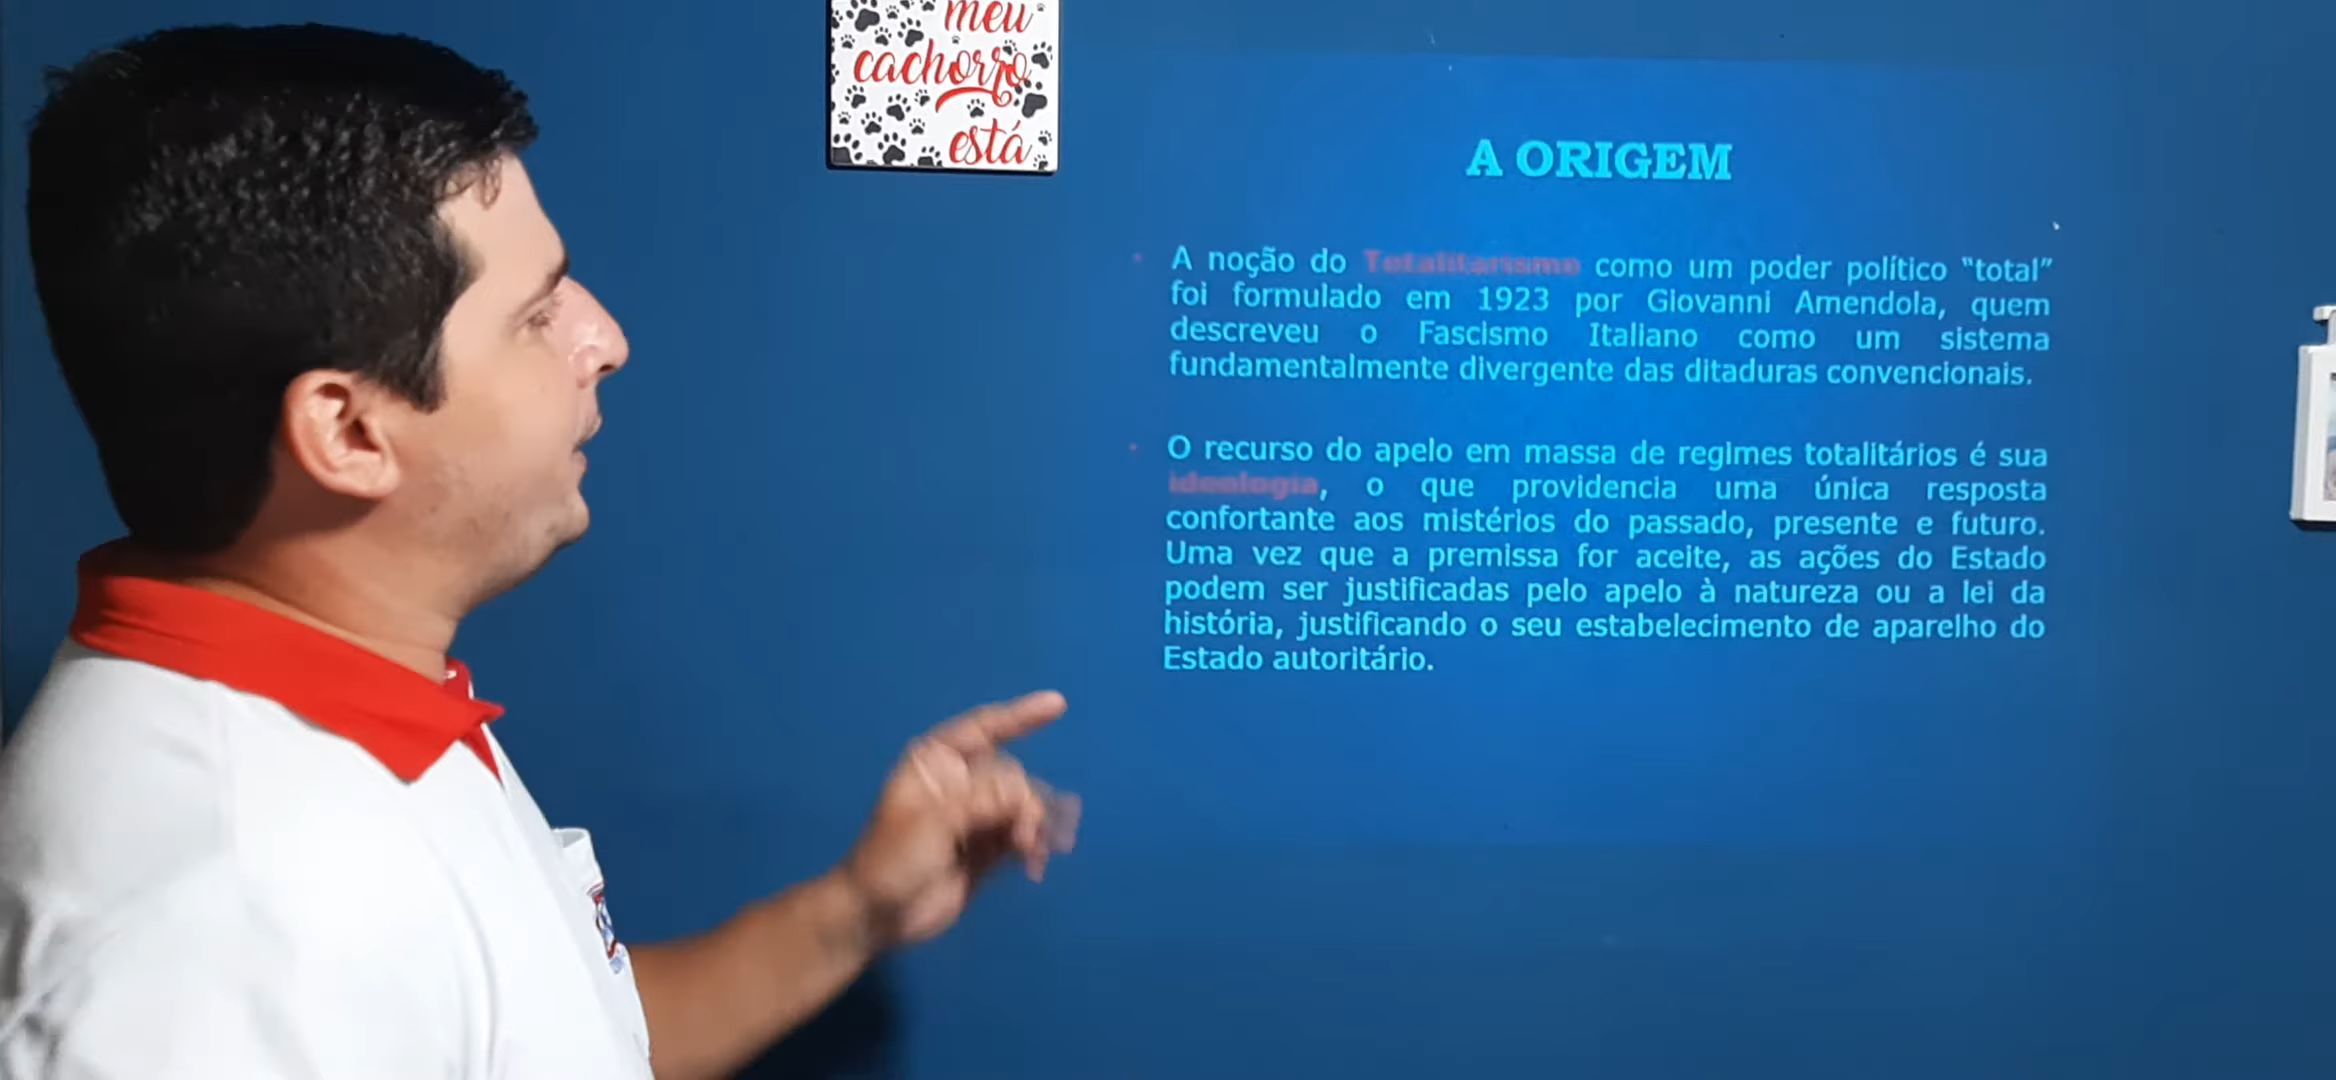 meu
cachorro
está
A ORIGEM
A noção do Totalitarismo como um poder político “total”
foi formulado em 1923 por Giovanni Amendola, quem
descreveu o Fascismo Italiano como um sistema
fundamentalmente divergente das ditaduras convencionais.
O recurso do apelo em massa de regimes totalitários é sua
ideologia, o que providencia uma única resposta
confortante aos mistérios do passado, presente e futuro.
Uma vez que a premissa for aceite, as ações do Estado
podem ser justificadas pelo apelo à natureza ou a lei da
história, justificando o seu estabelecimento de aparelho do
Estado autoritário.